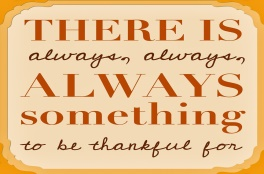 THERE IS
always, always,
ALWAYS
something
to be thankful for